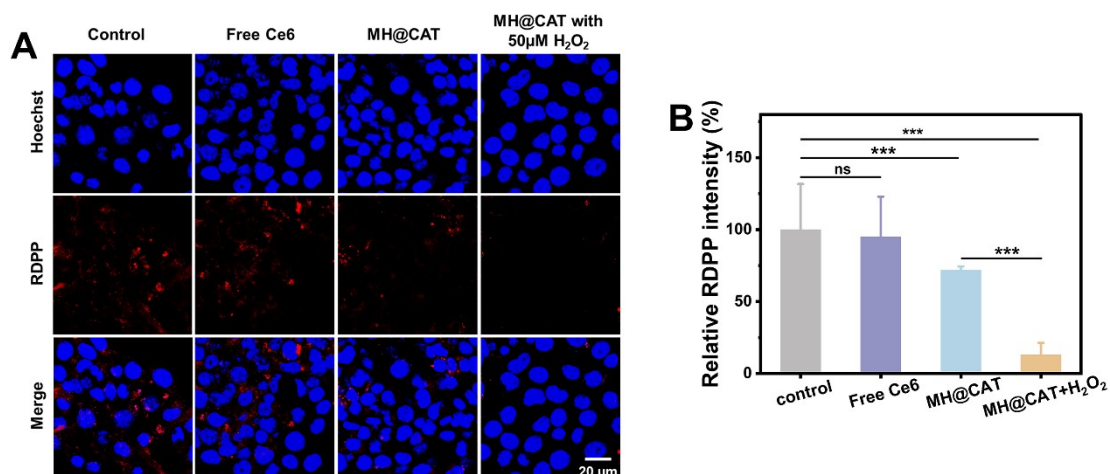 A
Control
Free Ce6
MH@CAT
MH@CAT with
50μM H₂O₂
Hoechst
RDPP
Merge
20 μm
B
Relative RDPP intensity (%)
150
100
50
0
***
***
ns
***
control
Free Ce6
MH@CAT
MH@CAT+H₂O₂